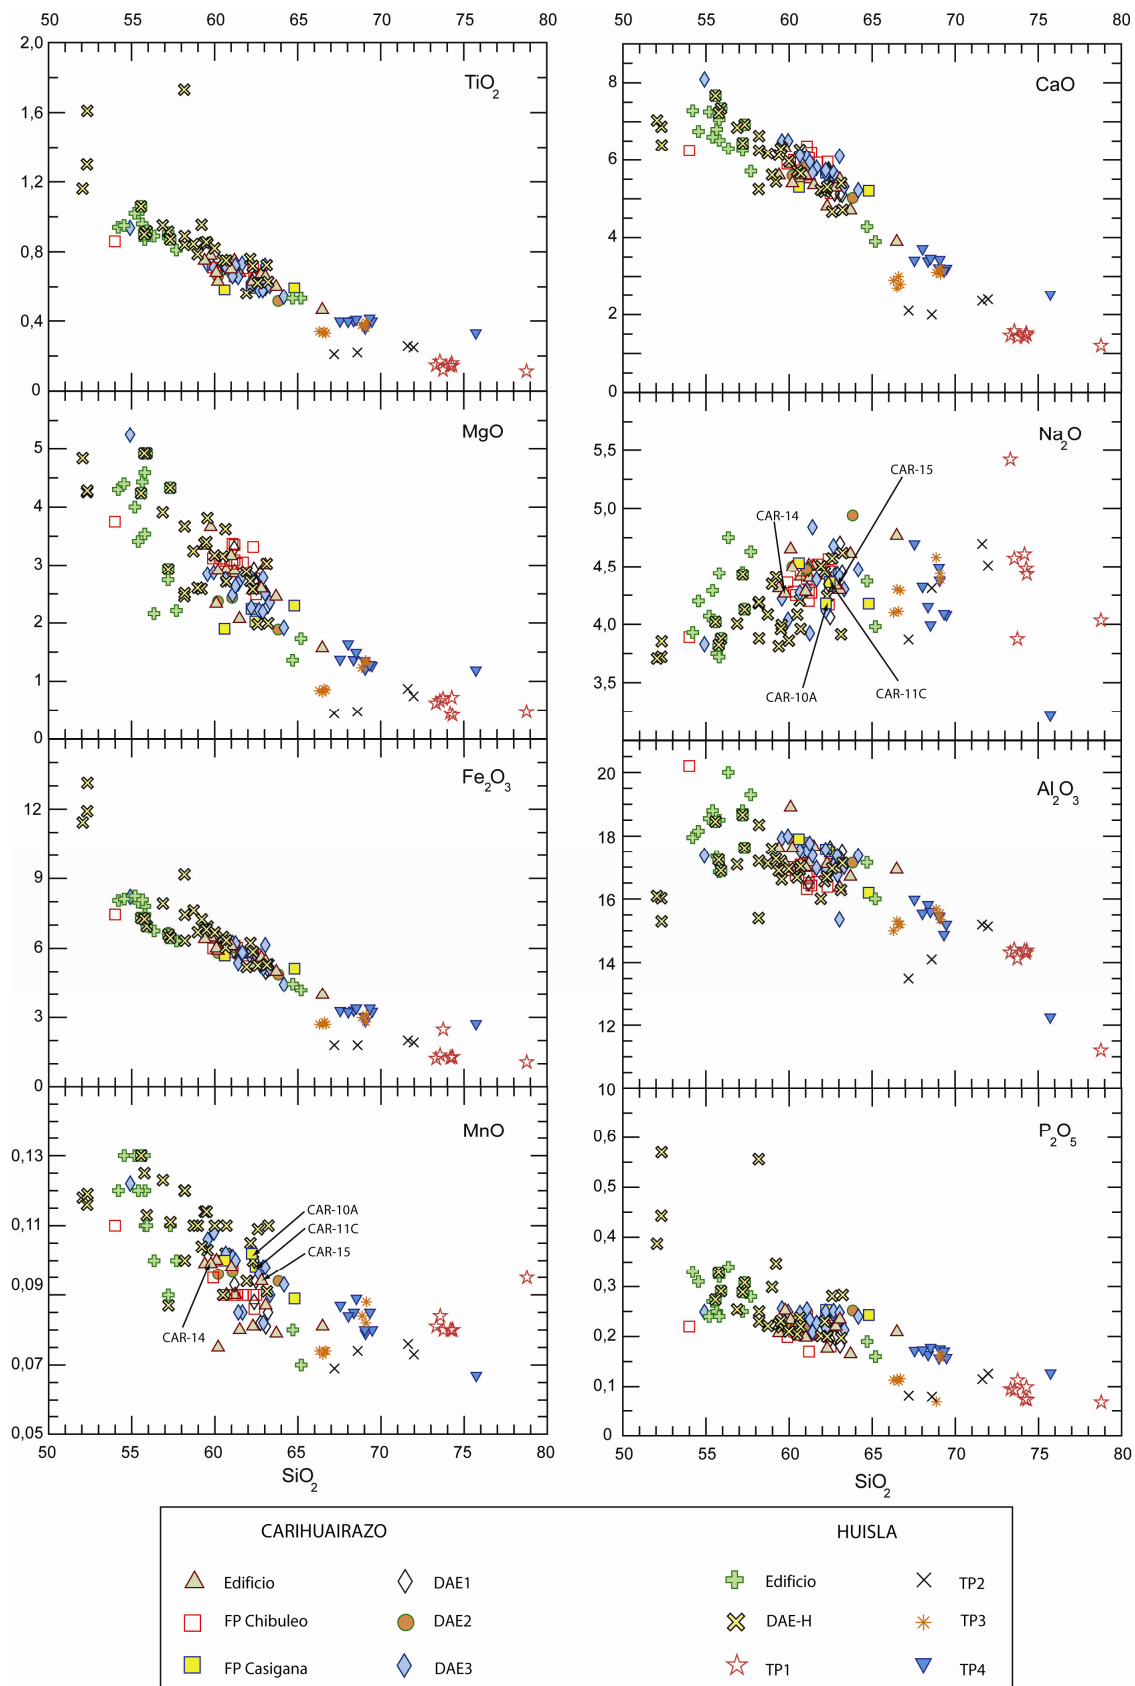 50 55 60 65 70 75 80 50 55 60 65 70 75 80
2,0
TiO2
1,6
1,2
0,8
0,4
0
CaO
8
6
4
2
0
MgO
5
4
3
2
1
0
Na2O
5,5
5,0
4,5
4,0
3,5
CAR-15
CAR-14
CAR-10A
CAR-11C
Fe2O3
12
9
6
3
0
Al2O3
20
18
16
14
12
10
MnO
0,13
0,11
0,09
0,07
0,05
CAR-10A
CAR-11C
CAR-15
CAR-14
P2O5
0,6
0,5
0,4
0,3
0,2
0,1
0
50 55 60 65 70 75 80 50 55 60 65 70 75 80
SiO2 SiO2
CARIHUAIRAZO
Edificio
FP Chibuleo
FP Casigana
DAE1
DAE2
DAE3
HUISLA
Edificio
DAE-H
TP1
TP2
TP3
TP4